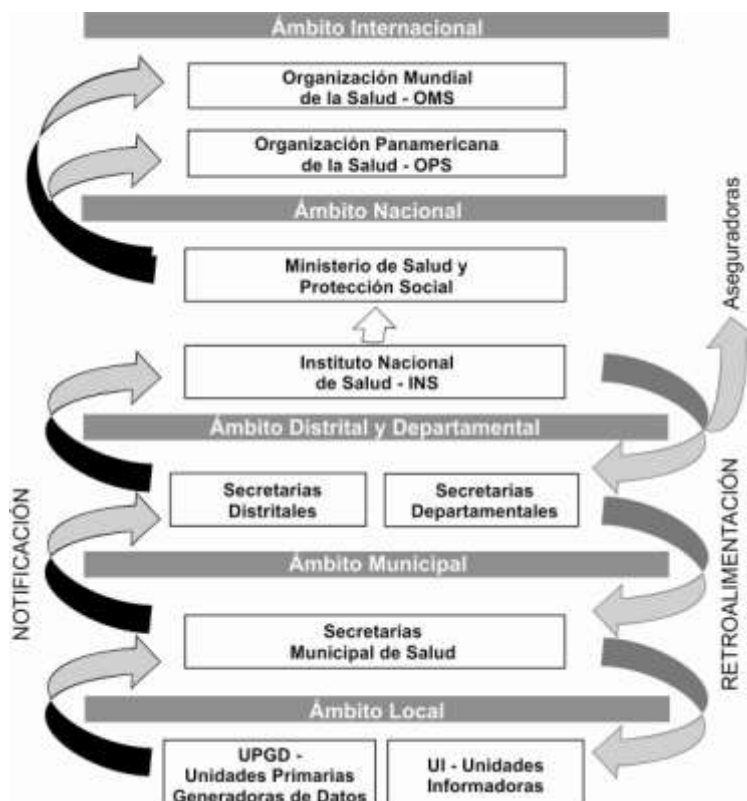 Ámbito Internacional
Organización Mundial
de la Salud - OMS
Organización Panamericana
de la Salud - OPS
Ámbito Nacional
Ministerio de Salud y
Protección Social
Aseguradoras
Instituto Nacional
de Salud - INS
Ámbito Distrital y Departamental
Secretarias
Distritales
Secretarias
Departamentales
NOTIFICACIÓN
RETROALIMENTACIÓN
Ámbito Municipal
Secretarias
Municipal de Salud
Ámbito Local
UPGD -
Unidades Primarias
Generadoras de Datos
UI - Unidades
Informadoras